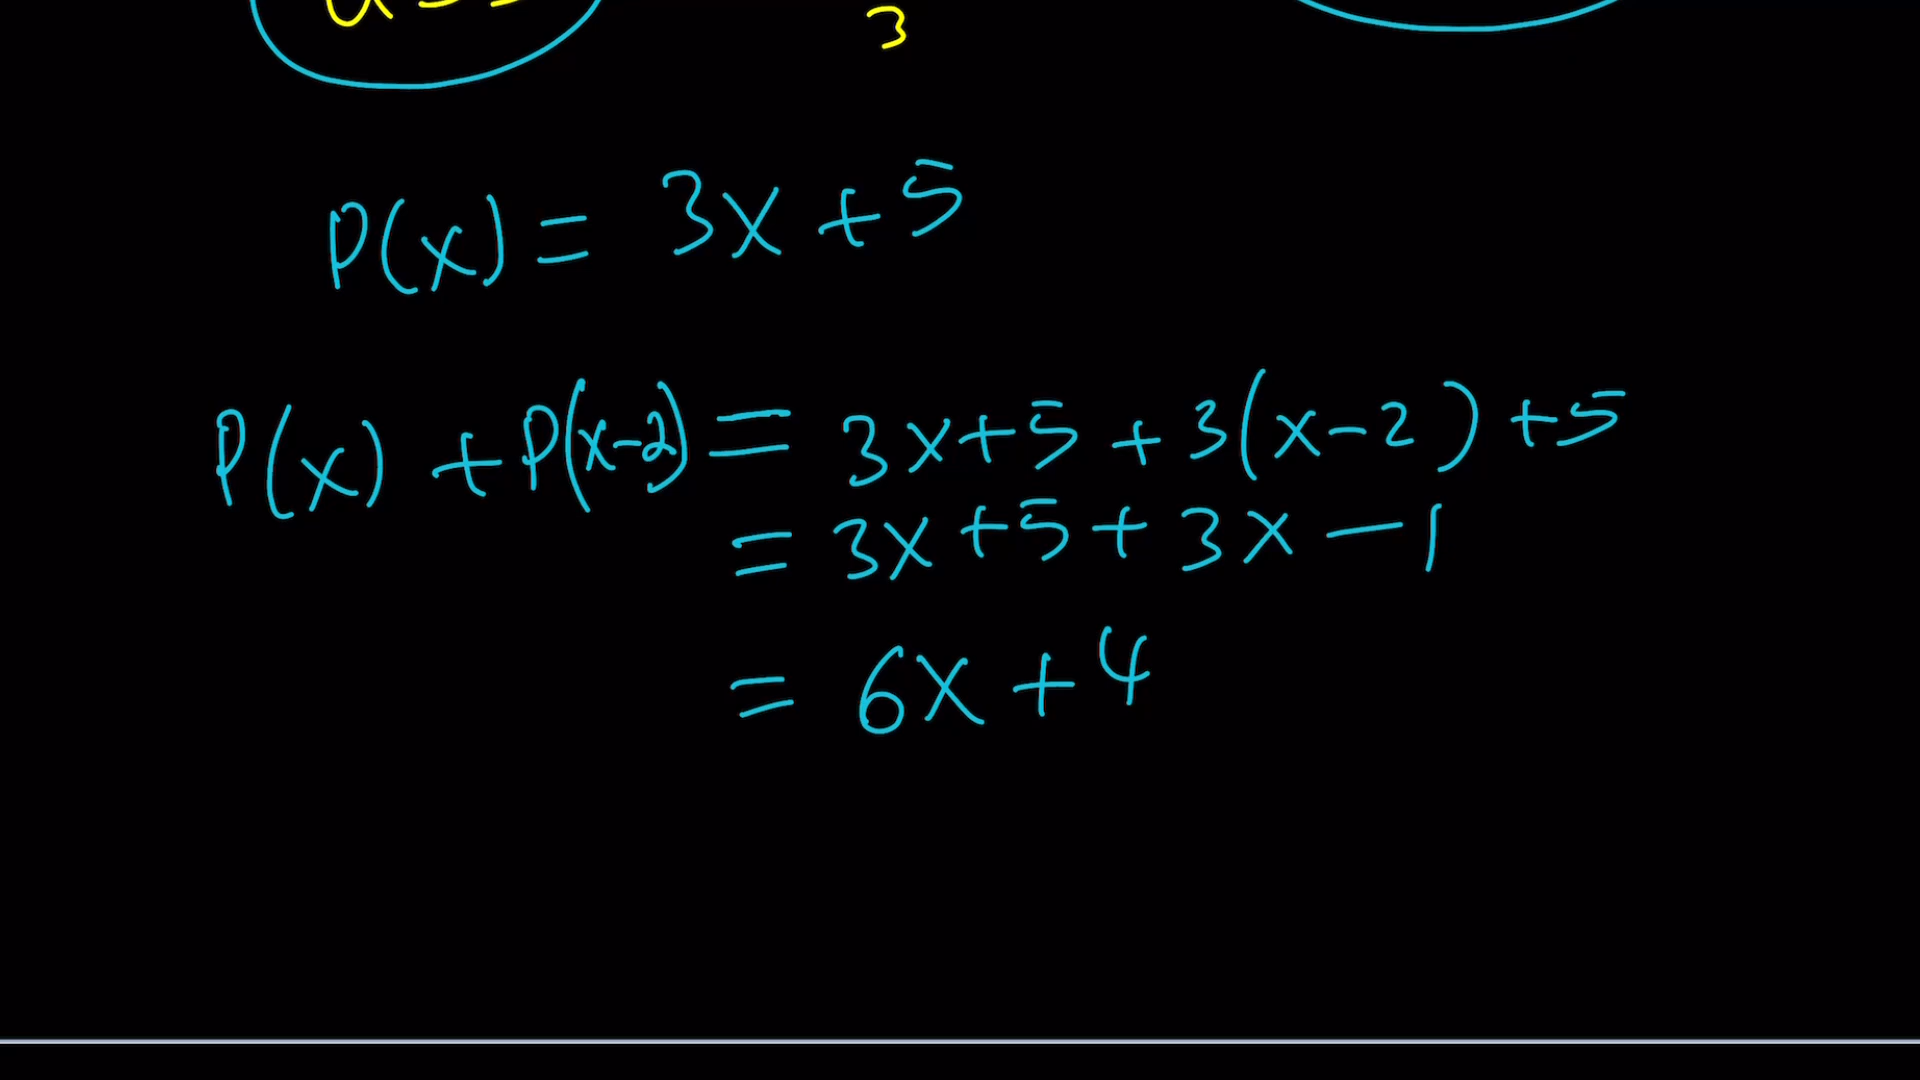 3
P(x) = 3x + 5
P(x) + P(x-2) = 3x+5 + 3(x-2) +5
= 3x +5 + 3x - 1
= 6x + 4